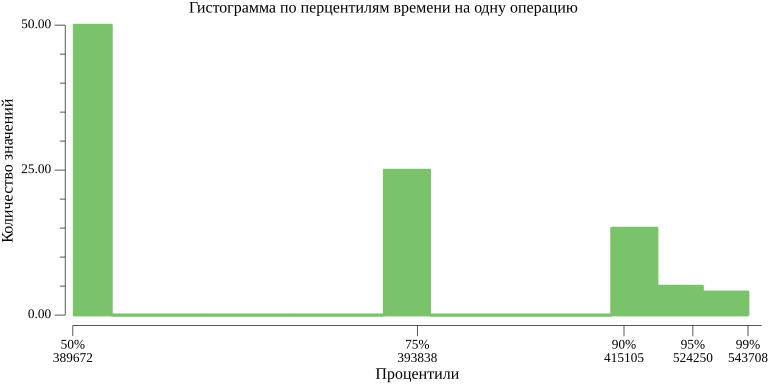 Гистограмма по перцентилям времени на одну операцию
50.00
25.00
0.00
Количество значений
50% 75% 90% 95% 99%
389672 393838 415105 524250 543708
Процентили